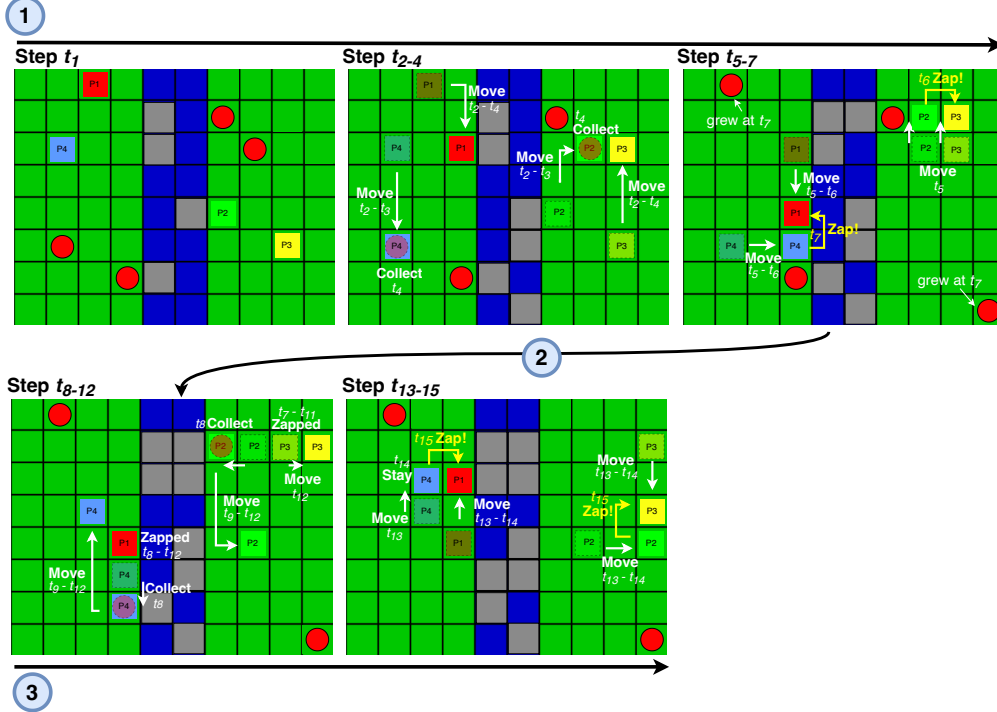 1
Step t1
Step t2-4
Step t5-7
P1
P4
P2
P3
P1
Move
t2 - t4
P4
P1
Move
t2 - t3
P4
Collect
t4
t4
Collect
P2
P3
Move
t2 - t3
Move
t2 - t4
P2
P3
grew at t7
t6 Zap!
P2
P3
P2
P3
Move
t5
P1
Move
t5 - t6
P1
t7
Zap!
P4
P4
Move
t5 - t6
grew at t7
2
Step t8-12
Step t13-15
t7 - t11
t8 Collect
Zapped
P2
P2
P3
P3
Move
t12
P4
Move
t9 - t12
P1
Zapped
t8 - t12
P2
P4
Move
t9 - t12
Collect
t8
P4
t15 Zap!
t14
Stay
P4
P1
P4
Move
t13
Move
t13 - t14
P1
P3
Move
t13 - t14
t15
Zap!
P3
P2
P2
Move
t13 - t14
3